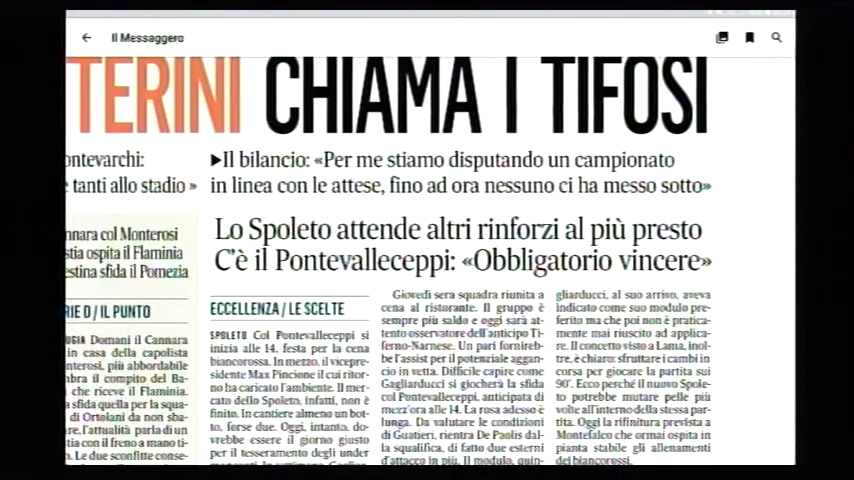 Il Messaggero
TERINI CHIAMA I TIFOSI
ontevarchi:
e tanti allo stadio »
▶Il bilancio: «Per me stiamo disputando un campionato
in linea con le attese, fino ad ora nessuno ci ha messo sotto»
nnara col Monterosi
stia ospita il Flaminia
estina sfida il Pomezia
RIE D / IL PUNTO
OGIA Domani il Cannara
in casa della capolista
nterosi, più abbordabile
mbra il compito del Ba-
che riceve il Flaminia.
a sfida quella per la squa-
di Ortolani da non sba-
re, l'attualità parla di un
stia con il freno a mano ti-
. Le due sconfitte conse-
Lo Spoleto attende altri rinforzi al più presto
C'è il Pontevalleceppi: «Obbligatorio vincere»
ECCELLENZA / LE SCELTE
SPOLETO Col Pontevalleceppi si
inizia alle 14, festa per la cena
biancorossa. In mezzo, il vicepre-
sidente Max Pincione il cui ritor-
no ha caricato l'ambiente. Il mer-
cato dello Spoleto, infatti, non è
finito. In cantiere almeno un bot-
to, forse due. Oggi, intanto, do-
vrebbe essere il giorno giusto
per il tesseramento degli under
Giovedì sera squadra riunita a
cena al ristorante. Il gruppo è
sempre più saldo e oggi sarà at-
tento osservatore dell'anticipo Ti-
ferno-Narnese. Un pari fornireb-
be l'assist per il potenziale aggan-
cio in vetta. Difficile capire come
Gagliarducci si giocherà la sfida
col Pontevalleceppi, anticipata di
mezz'ora alle 14. La rosa adesso è
lunga. Da valutare le condizioni
di Guatieri, rientra De Paolis dal-
la squalifica, di fatto due esterni
d'attacco in più. Il modulo, quin-
gliarducci, al suo arrivo, aveva
indicato come suo modulo pre-
ferito ma che poi non è pratica-
mente mai riuscito ad applica-
re. Il concetto visto a Lama, inol-
tre, è chiaro: sfruttare i cambi in
corsa per giocare la partita sui
90'. Ecco perché il nuovo Spole-
to potrebbe mutare pelle più
volte all'interno della stessa par-
tita. Oggi la rifinitura prevista a
Montefalco che ormai ospita in
pianta stabile gli allenamenti
dei biancorossi.